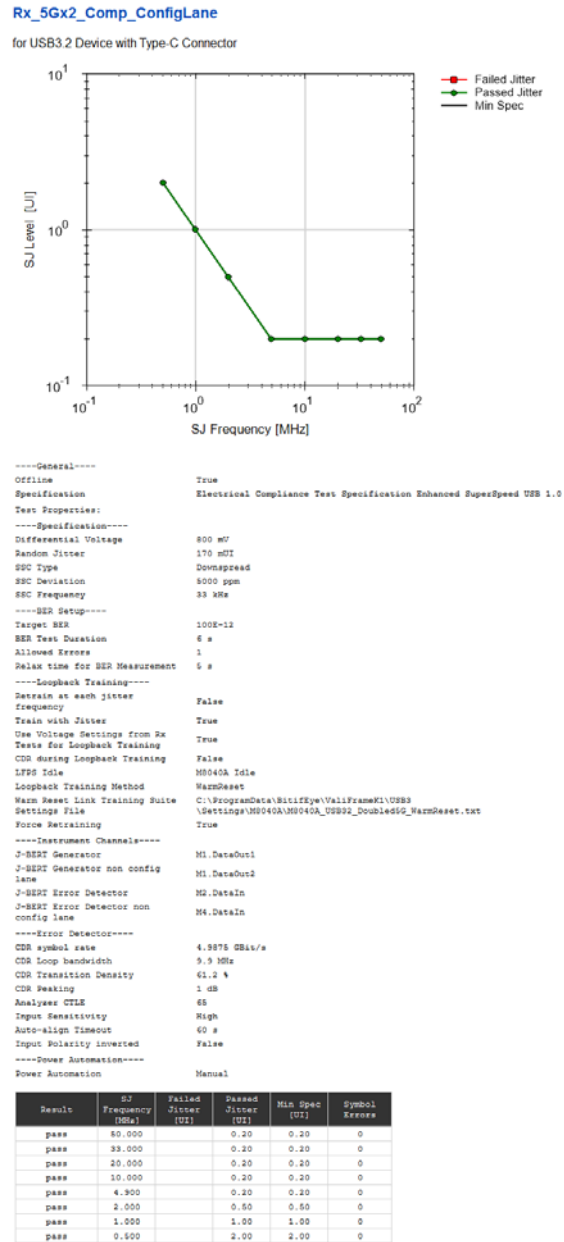 Rx_5Gx2_Comp_ConfigLane
for USB3.2 Device with Type-C Connector
Failed Jitter
Passed Jitter
Min Spec
10^1
10^0
10^-1
SJ Level [UI]
10^-1 10^0 10^1 10^2
SJ Frequency [MHz]
----General----
Offline True
Specification Electrical Compliance Test Specification Enhanced SuperSpeed USB 1.0
Test Properties:
----Specification----
Differential Voltage 800 mV
Random Jitter 170 mUI
SSC Type Downspread
SSC Deviation 5000 ppm
SSC Frequency 33 kHz
----BER Setup----
Target BER 100E-12
BER Test Duration 6 s
Allowed Errors 1
Relax time for BER Measurement 5 s
----Loopback Training----
Retrain at each jitter
frequency False
Train with Jitter True
Use Voltage Settings from Rx
Tests for Loopback Training True
CDR during Loopback Training False
LFPS Idle M8040A Idle
Loopback Training Method WarmReset
Warm Reset Link Training Suite C:\ProgramData\BitifEye\ValiFrameK1\USB3
Settings File \Settings\M8040A\M8040A_USB32_Doubled5G_WarmReset.txt
Force Retraining True
----Instrument Channels----
J-BERT Generator M1.DataOut1
J-BERT Generator non config
lane M1.DataOut2
J-BERT Error Detector M2.DataIn
J-BERT Error Detector non
config lane M4.DataIn
----Error Detector----
CDR symbol rate 4.9875 GBit/s
CDR Loop bandwidth 9.9 MHz
CDR Transition Density 61.2 %
CDR Peaking 1 dB
Analyzer CTLE 65
Input Sensitivity High
Auto-align Timeout 60 s
Input Polarity inverted False
----Power Automation----
Power Automation Manual
Result SJ Frequency [MHz] Failed Jitter [UI] Passed Jitter [UI] Min Spec [UI] Symbol Errors
pass 50.000 0.20 0.20 0
pass 33.000 0.20 0.20 0
pass 20.000 0.20 0.20 0
pass 10.000 0.20 0.20 0
pass 4.900 0.20 0.20 0
pass 2.000 0.50 0.50 0
pass 1.000 1.00 1.00 0
pass 0.500 2.00 2.00 0